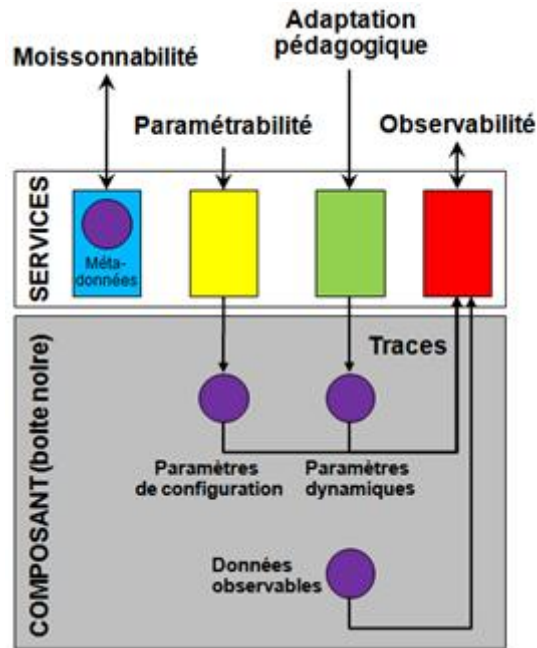 Adaptation
pédagogique
Moissonnabilité
Paramétrabilité
Observabilité
SERVICES
Méta-
données
COMPOSANT (boîte noire)
Traces
Paramètres
de configuration
Paramètres
dynamiques
Données
observables